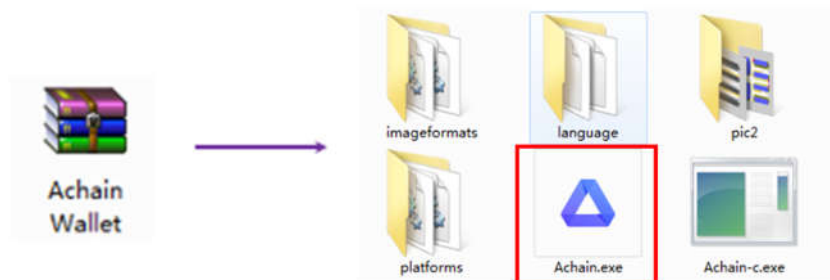 Achain
Wallet
imageformats
language
pic2
platforms
Achain.exe
Achain-c.exe